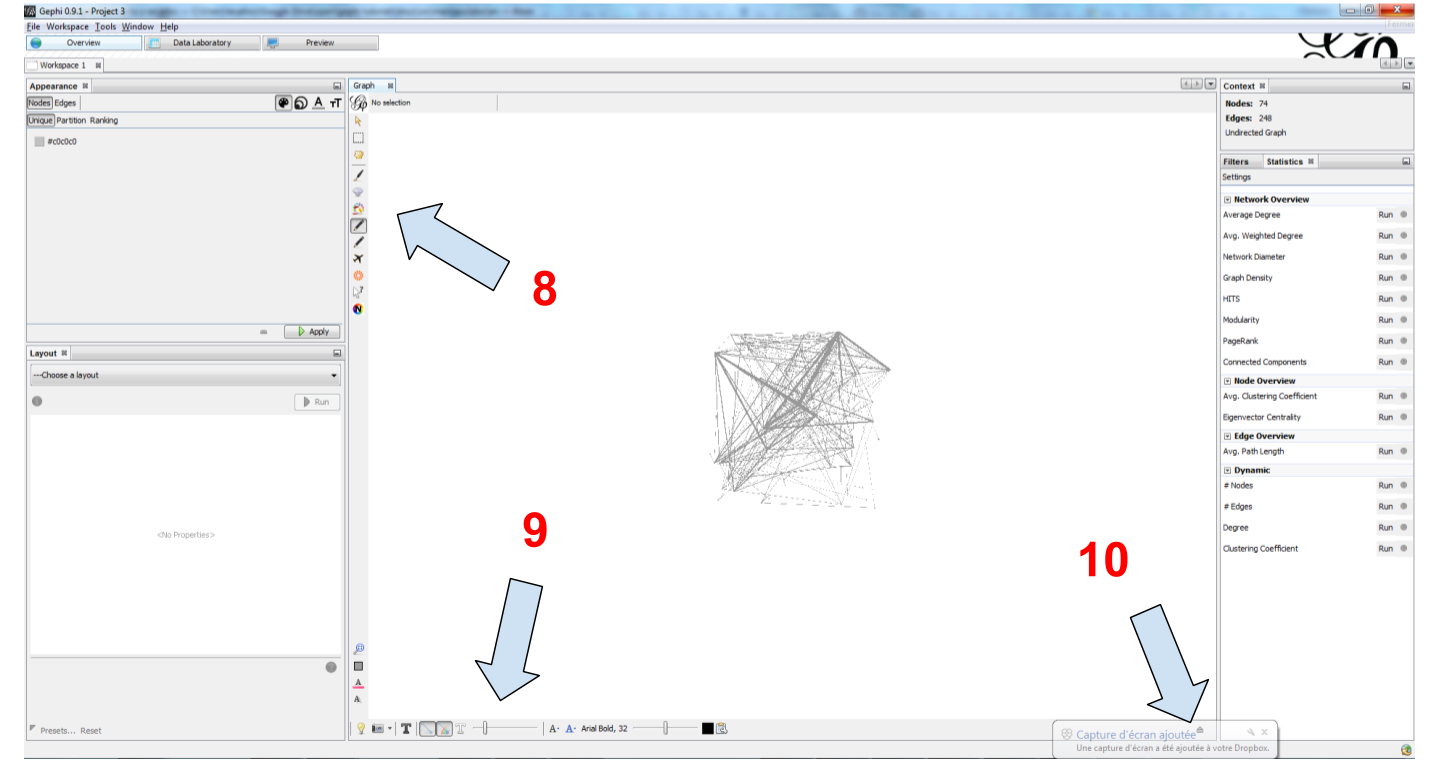 Gephi 0.9.1 - Project 3
File Workspace Tools Window Help
Fermer
Overview Data Laboratory Preview
Workspace 1
Appearance
Nodes Edges
Unique Partition Ranking
#c0c0c0
Apply
Layout
---Choose a layout
Run
<No Properties>
Presets... Reset
Graph
No selection
8
9
10
A- A- Arial Bold, 32
Context
Nodes: 74
Edges: 248
Undirected Graph
Filters Statistics
Settings
Network Overview
Average Degree Run
Avg. Weighted Degree Run
Network Diameter Run
Graph Density Run
HITS Run
Modularity Run
PageRank Run
Connected Components Run
Node Overview
Avg. Clustering Coefficient Run
Eigenvector Centrality Run
Edge Overview
Avg. Path Length Run
Dynamic
# Nodes Run
# Edges Run
Degree Run
Clustering Coefficient Run
Capture d'écran ajoutée
Une capture d'écran a été ajoutée à votre Dropbox.